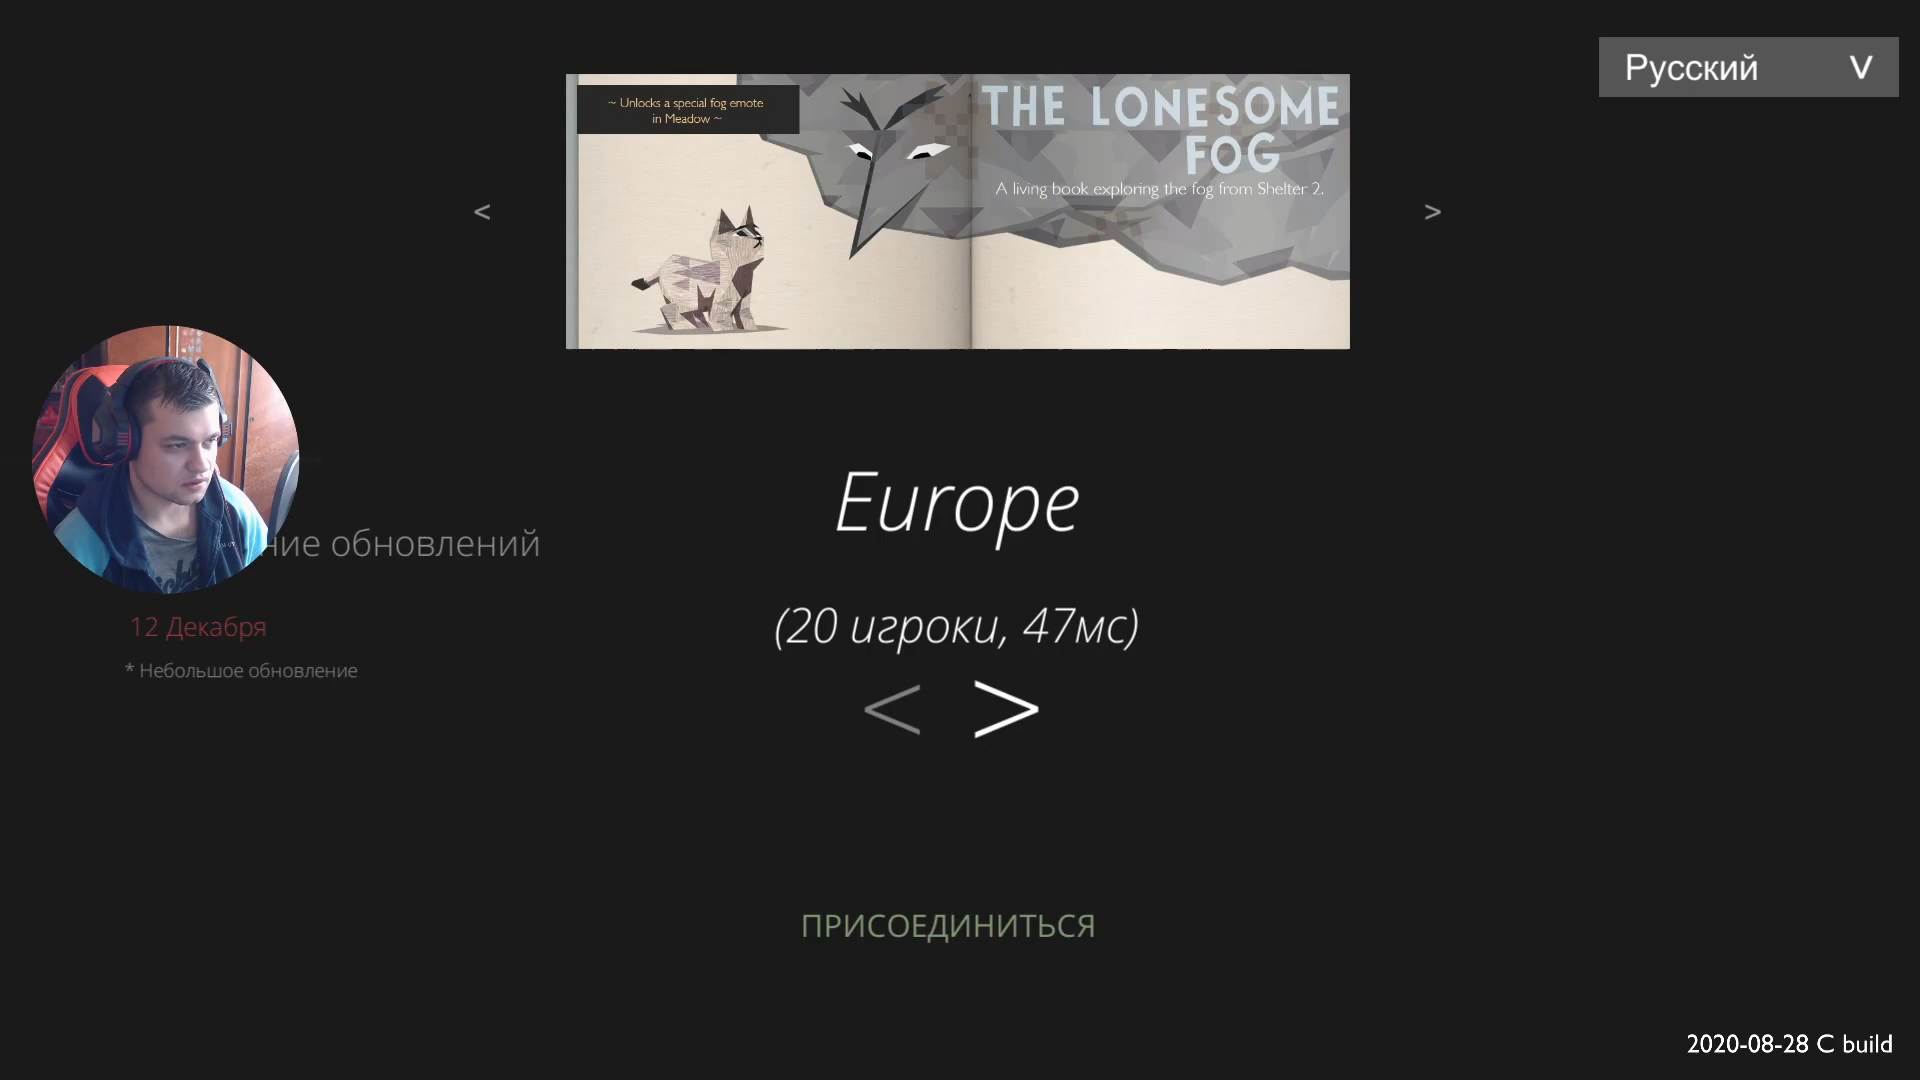 Русский V
~ Unlocks a special fog emote
in Meadow ~
THE LONESOME
FOG
A living book exploring the fog from Shelter 2.
< >
Europe
обновлений
(20 игроки, 47мс)
12 Декабря
* Небольшое обновление
< >
ПРИСОЕДИНИТЬСЯ
2020-08-28 C build